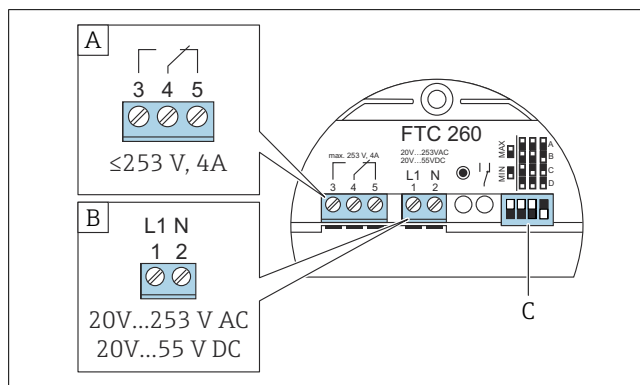 A
3 4 5
≤253 V, 4A
B
L1 N
1 2
20V...253 V AC
20V...55 V DC
FTC 260
max. 253 V, 4A
3 4 5
20V...253VAC
20V...55VDC
L1 N
1 2
MAX
MIN
A
B
C
D
C